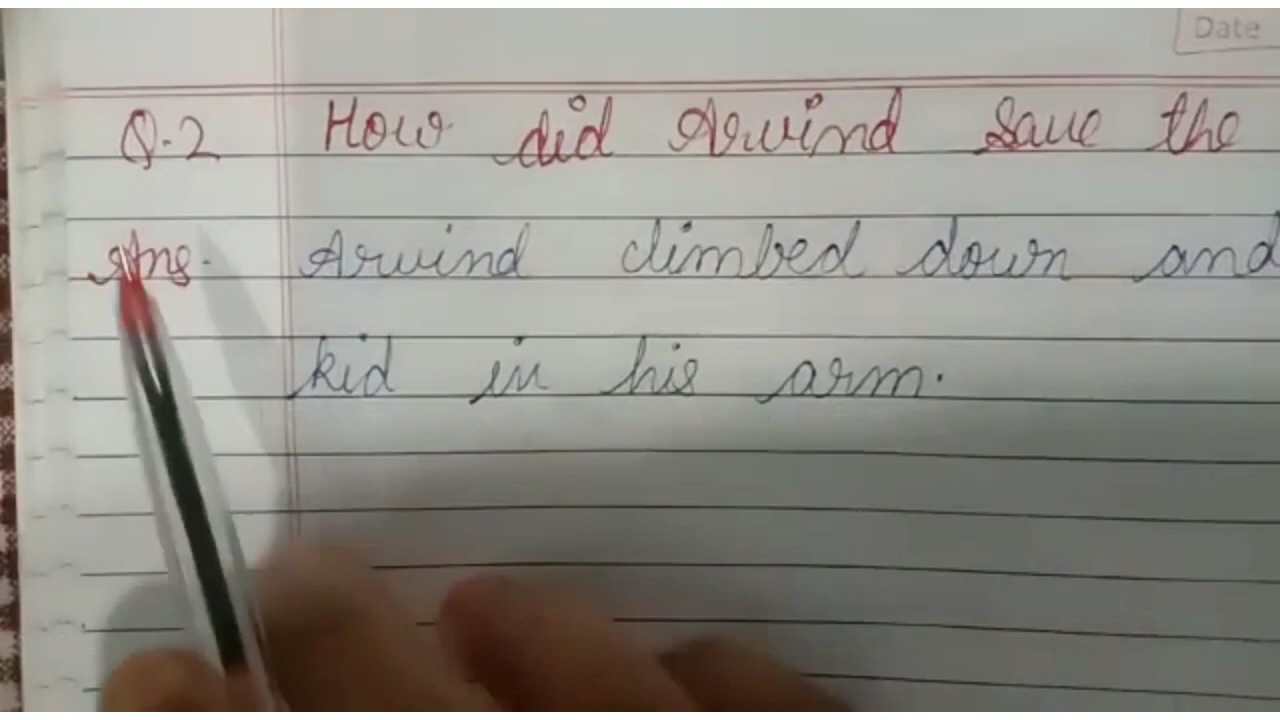 Date
Q.2 How did Arvind save the
Ans. Arvind climbed down and
kid in his arm.